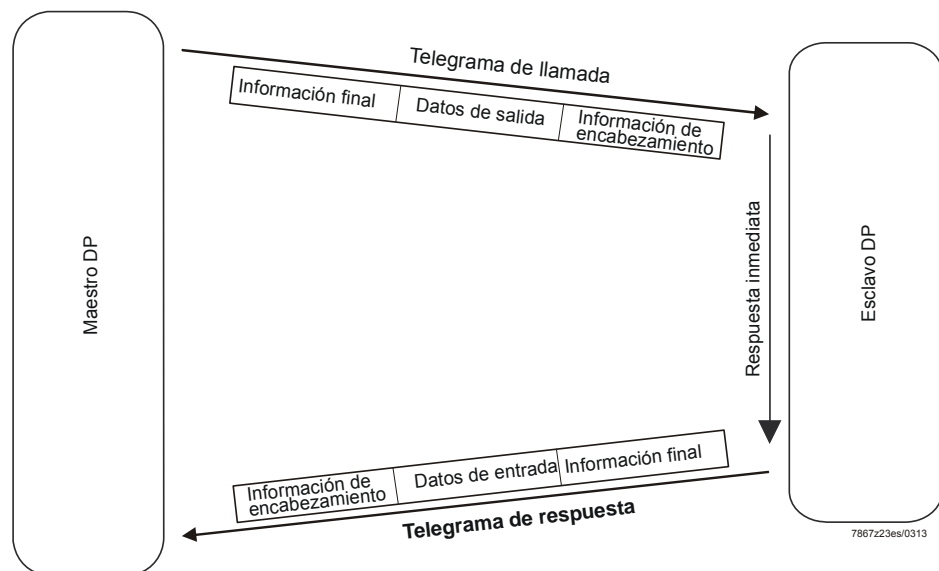 Telegrama de llamada
Información final
Datos de salida
Información de
encabezamiento
Maestro DP
Respuesta inmediata
Esclavo DP
Información de
encabezamiento
Datos de entrada
Información final
Telegrama de respuesta
7867z23es/0313